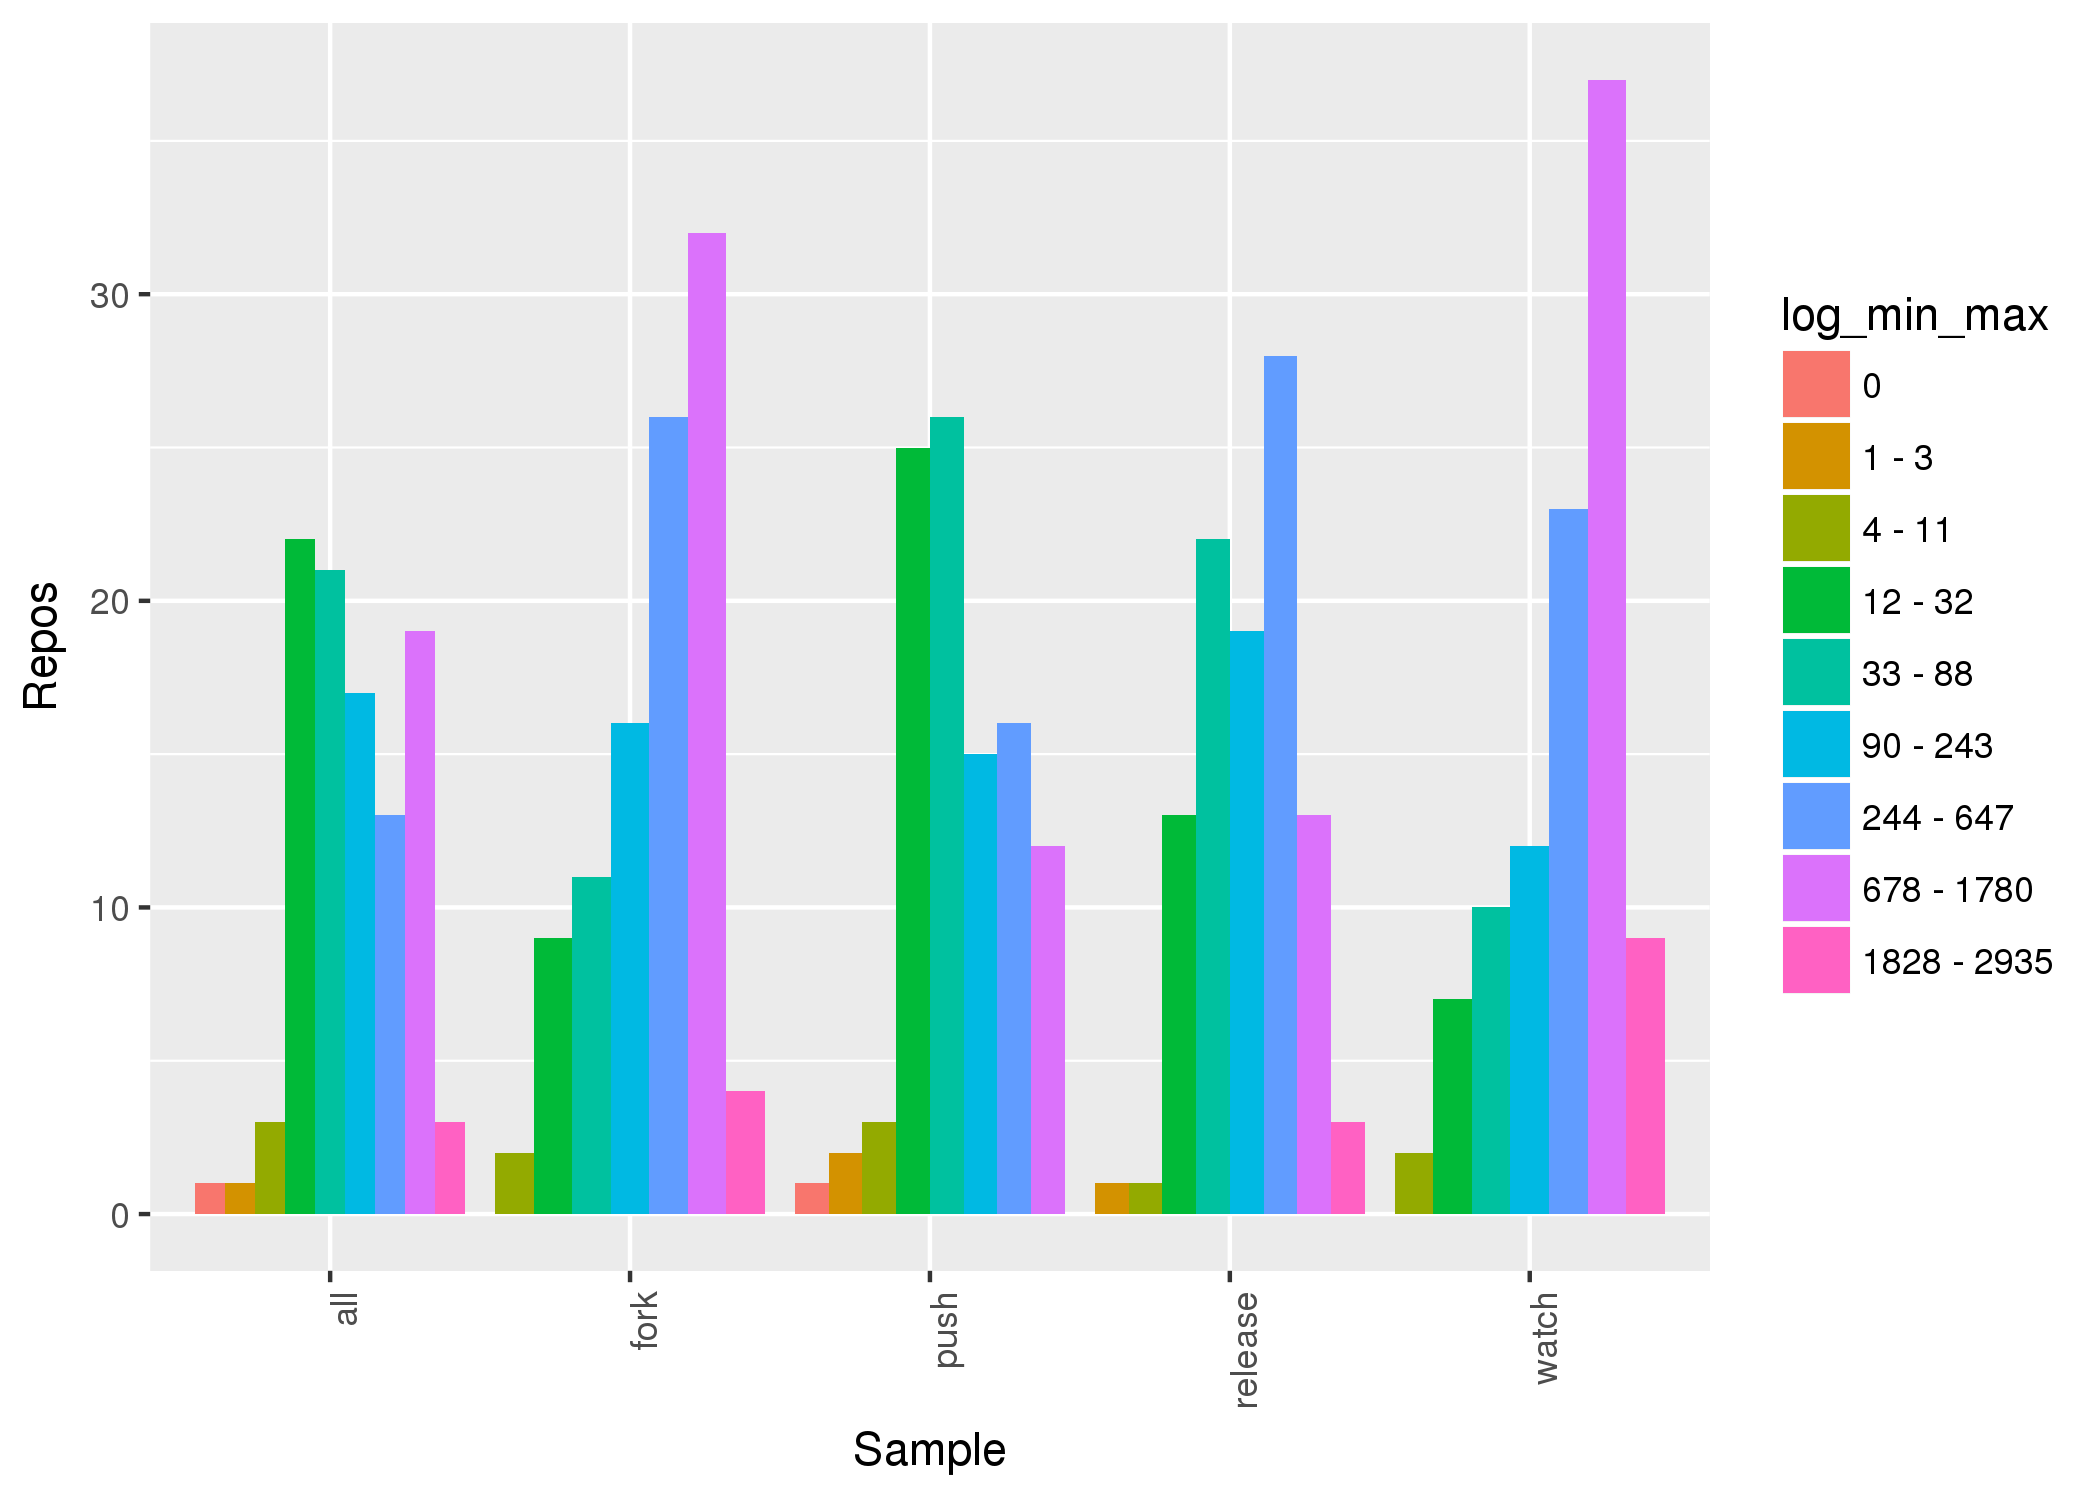 Repos
30
20
10
0
all
fork
push
release
watch
Sample
log_min_max
0
1 - 3
4 - 11
12 - 32
33 - 88
90 - 243
244 - 647
678 - 1780
1828 - 2935